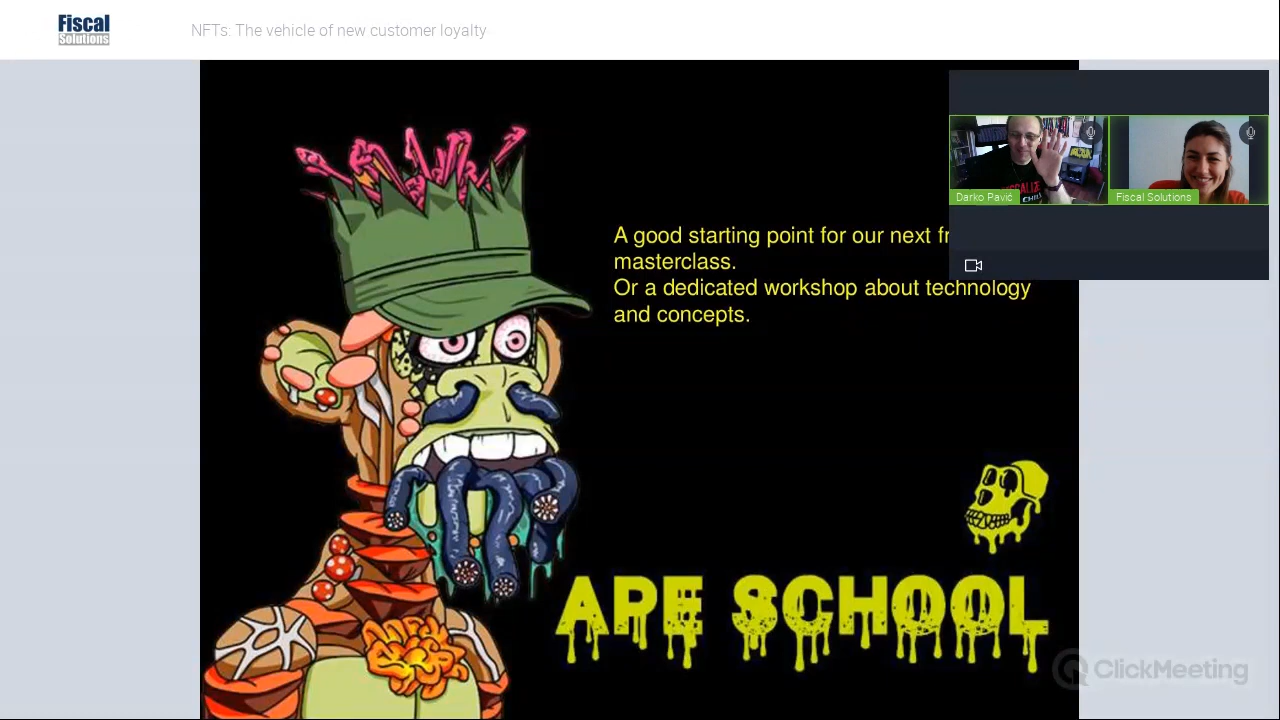 Fiscal
Solutions
NFTs: The vehicle of new customer loyalty
Darko Pavić
Fiscal Solutions
A good starting point for our next
masterclass.
Or a dedicated workshop about technology
and concepts.
APE SCHOOL
ClickMeeting